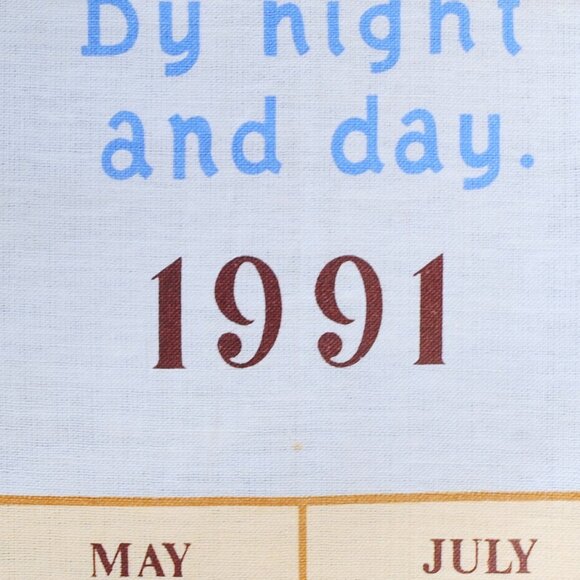 By night
and day.
1991
MAY JULY